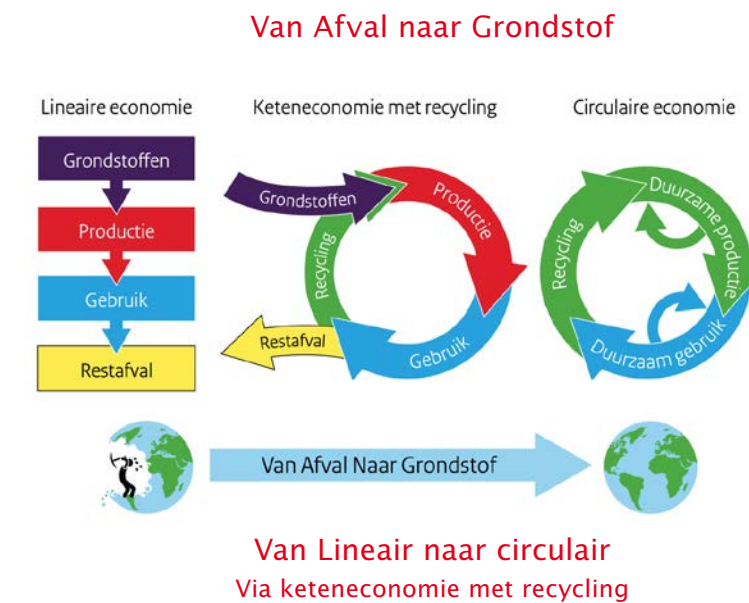 Van Afval naar Grondstof
Lineaire economie
Keteneconomie met recycling
Circulaire economie
Grondstoffen
Productie
Gebruik
Restafval
Grondstoffen
Productie
Gebruik
Recycling
Restafval
Duurzame productie
Duurzaam gebruik
Recycling
Van Afval Naar Grondstof
Van Lineair naar circulair
Via keteneconomie met recycling